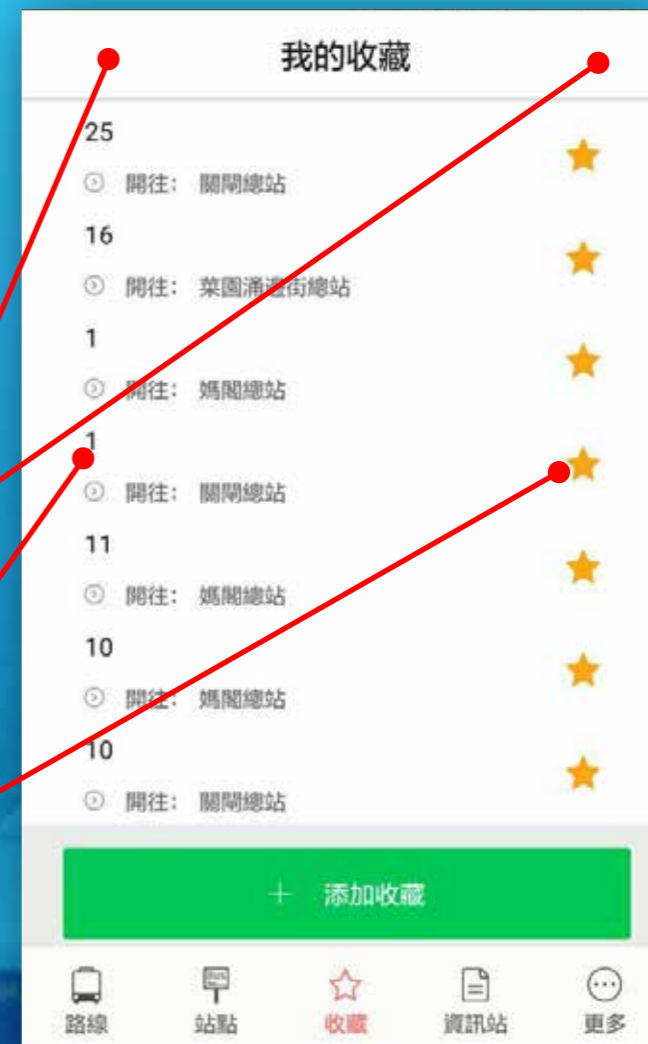 我的收藏
25
開往： 關閘總站
16
開往： 菜園涌邊街總站
1
開往： 媽閣總站
1
開往： 關閘總站
11
開往： 媽閣總站
10
開往： 媽閣總站
10
開往： 關閘總站
＋ 添加收藏
路線 站點 收藏 資訊站 更多